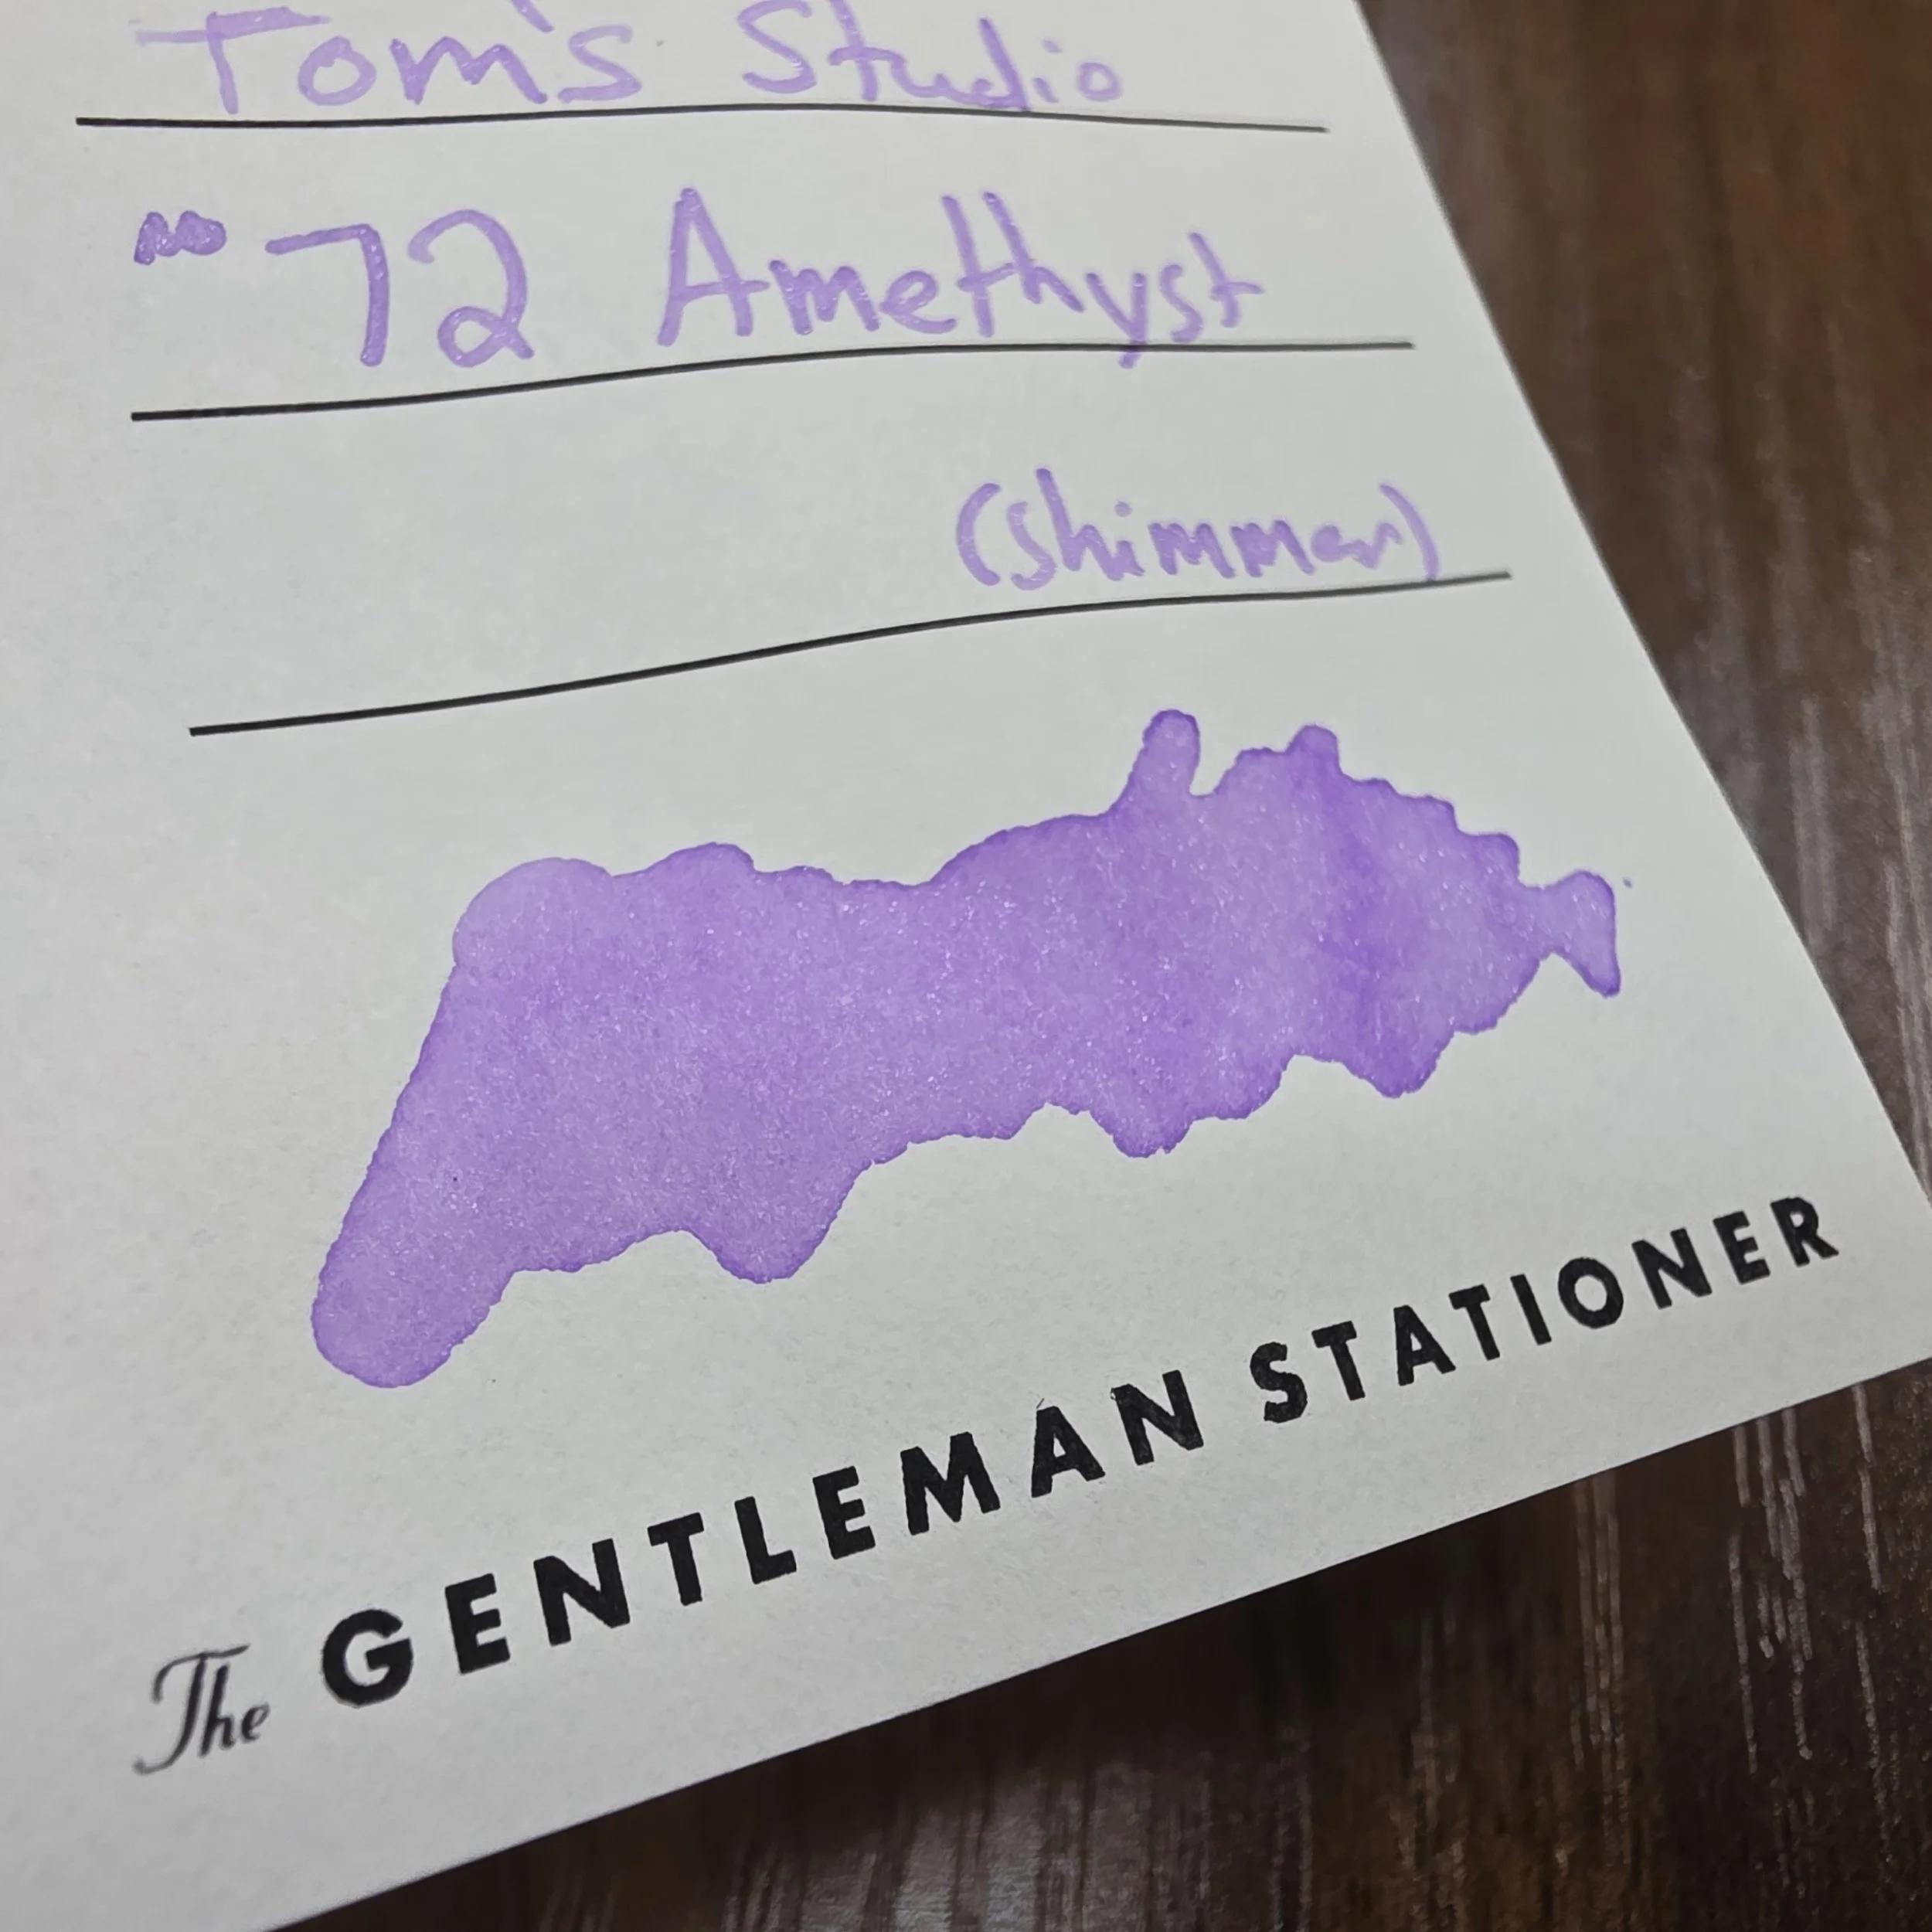 Tom's Studio
72 Amethyst
(shimmer)
The GENTLEMAN STATIONER